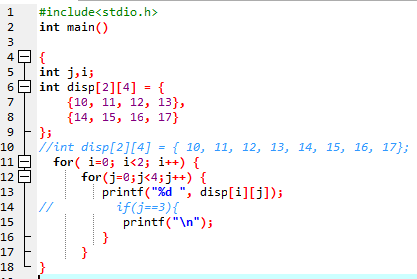 1 #include<stdio.h>
2 int main()
3
4 {
5 int j,i;
6 int disp[2][4] = {
7     {10, 11, 12, 13},
8     {14, 15, 16, 17}
9 };
10 //int disp[2][4] = { 10, 11, 12, 13, 14, 15, 16, 17};
11   for( i=0; i<2; i++) {
12       for(j=0;j<4;j++) {
13          printf("%d ", disp[i][j]);
14 //         if(j==3){
15             printf("\n");
16          }
17       }
18 }